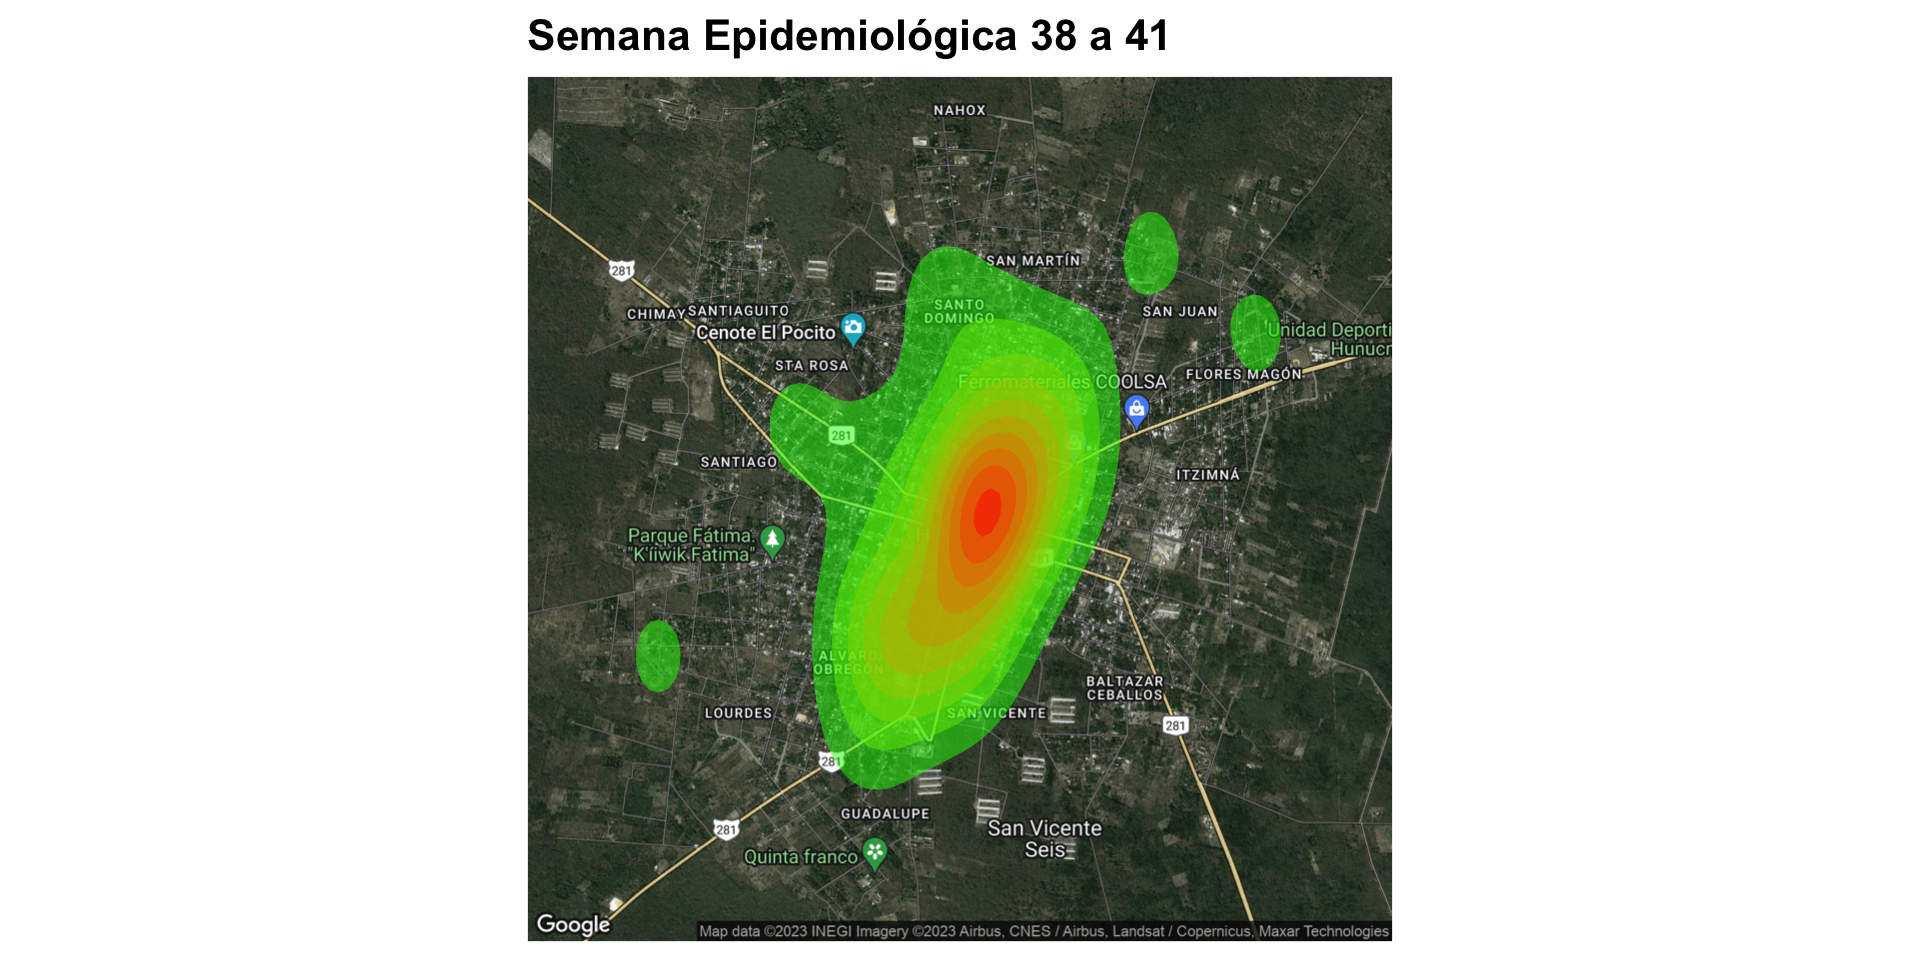 Semana Epidemiológica 38 a 41
NAHOX
SAN MARTÍN
281
SANTO
DOMINGO
CHIMAY
SANTIAGUITO
SAN JUAN
Cenote El Pocito
Unidad Deporti
Hunucr
STA ROSA
FLORES MAGÓN
Ferromateriales COOLSA
281
SANTIAGO
ITZIMNÁ
Parque Fátima.
"K'íiwik Fatima"
ALVARO
OBREGÓN
BALTAZAR
CEBALLOS
LOURDES
SAN VICENTE
281
281
GUADALUPE
281
San Vicente
Seis
Quinta franco
Google
Map data ©2023 INEGI Imagery ©2023 Airbus, CNES / Airbus, Landsat / Copernicus, Maxar Technologies